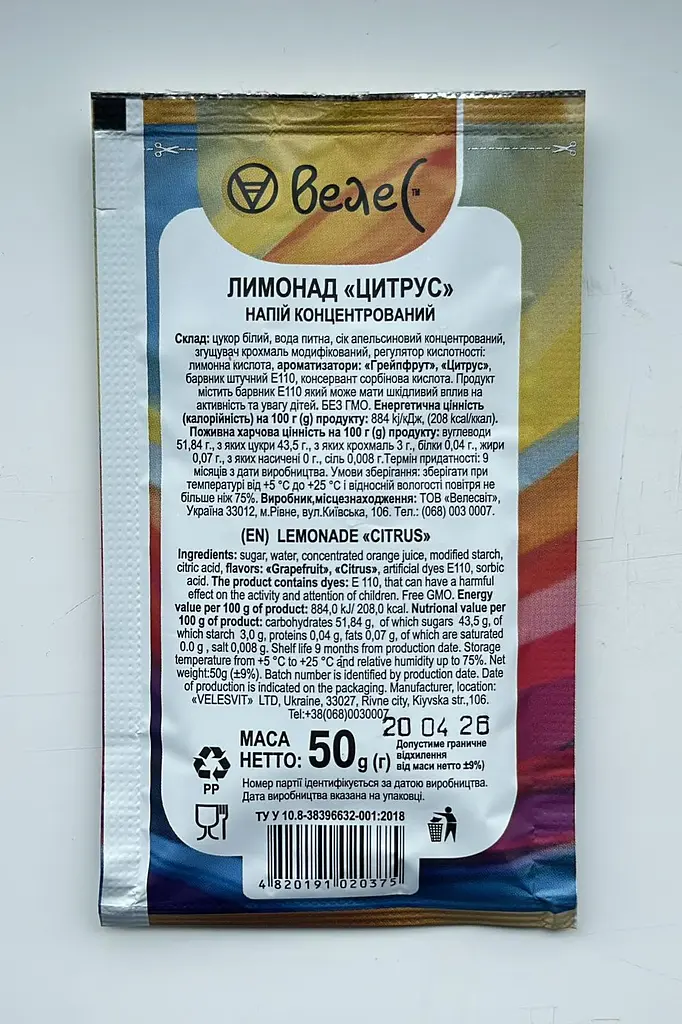 Велес™
ЛИМОНАД «ЦИТРУС»
НАПІЙ КОНЦЕНТРОВАНИЙ
Склад: цукор білий, вода питна, сік апельсиновий концентрований,
згущувач крохмаль модифікований, регулятор кислотності:
лимонна кислота, ароматизатори: «Грейпфрут», «Цитрус»,
барвник штучний Е110, консервант сорбінова кислота. Продукт
містить барвник Е110 який може мати шкідливий вплив на
активність та увагу дітей. БЕЗ ГМО. Енергетична цінність
(калорійність) на 100 г (g) продукту: 884 kj/кДж, (208 kcal/ккал).
Поживна харчова цінність на 100 г (g) продукту: вуглеводи
51,84 г., з яких цукри 43,5 г., з яких крохмаль 3 г., білки 0,04 г., жири
0,07 г., з яких насичені 0 г., сіль 0,008 г.Термін придатності: 9
місяців з дати виробництва. Умови зберігання: зберігати при
температурі від +5 °С до +25 °С і відносній вологості повітря не
більше ніж 75%. Виробник,місцезнаходження: ТОВ «Велесвіт»,
Україна 33012, м.Рівне, вул.Київська, 106. Тел.: (068) 003 0007.
(EN) LEMONADE «CITRUS»
Ingredients: sugar, water, concentrated orange juice, modified starch,
citric acid, flavors: «Grapefruit», «Citrus», artificial dyes E110, sorbic
acid. The product contains dyes: E 110, that can have a harmful
effect on the activity and attention of children. Free GMO. Energy
value per 100 g of product: 884,0 kJ/ 208,0 kcal. Nutrional value per
100 g of product: carbohydrates 51,84 g, of which sugars 43,5 g, of
which starch 3,0 g, proteins 0,04 g, fats 0,07 g, of which are saturated
0.0 g , salt 0,008 g. Shelf life 9 months from production date. Storage
temperature from +5 °C to +25 °C and relative humidity up to 75%. Net
weight:50g (±9%). Batch number is identified by production date. Date
of production is indicated on the packaging. Manufacturer, location:
«VELESVIT» LTD, Ukraine, 33027, Rivne city, Kiyvska str.,106.
Tel:+38(068)0030007
20 04 26
МАСА НЕТТО: 50 g (г)
Допустиме граничне
відхилення
від маси нетто ±9%)
PP
Номер партії ідентифікується за датою виробництва.
Дата виробництва вказана на упаковці.
ТУ У 10.8-38396632-001:2018
4 820191 020375